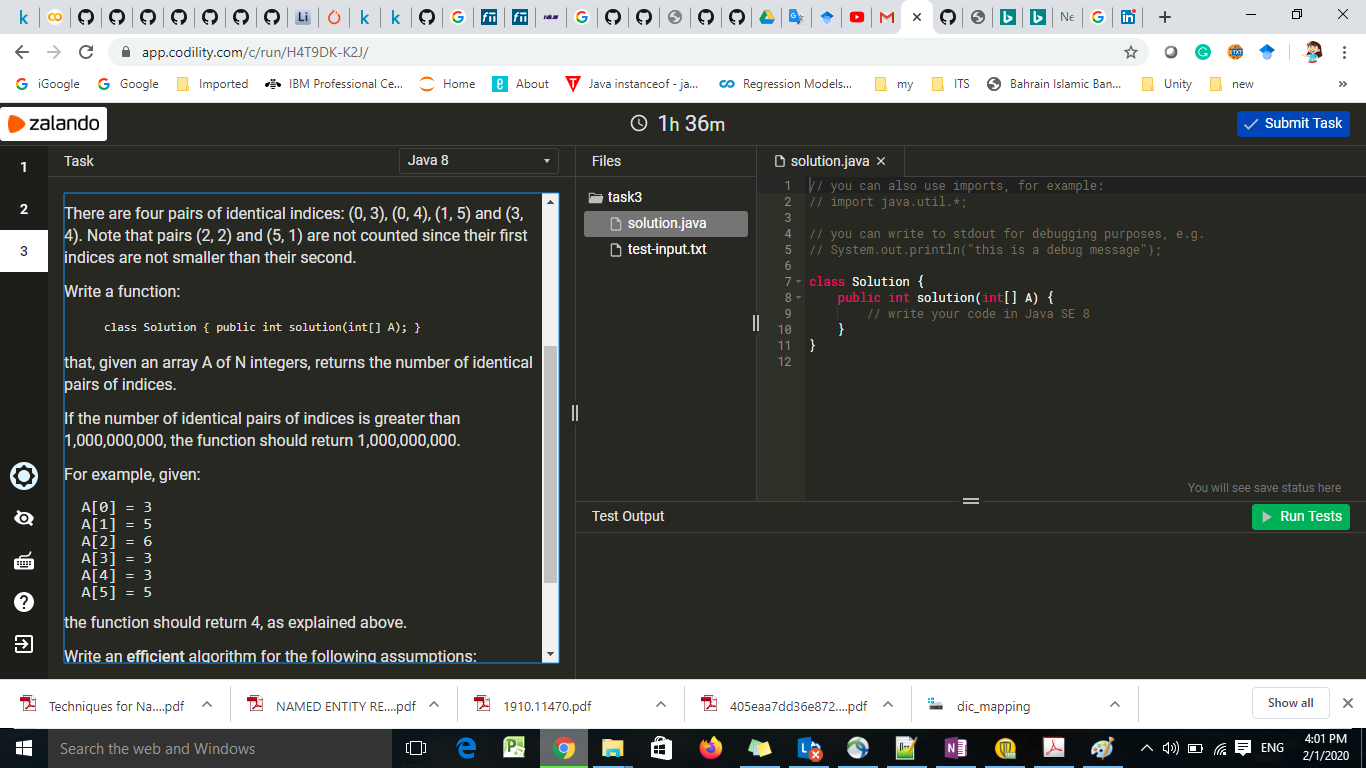 Li
Ne
app.codility.com/c/run/H4T9DK-K2J/
iGoogle
Google
Imported
IBM Professional Ce...
Home
About
Java instanceof - ja...
Regression Models...
my
ITS
Bahrain Islamic Ban...
Unity
new
»
zalando
1h 36m
Submit Task
1
2
3
Task
Java 8
There are four pairs of identical indices: (0, 3), (0, 4), (1, 5) and (3,
4). Note that pairs (2, 2) and (5, 1) are not counted since their first
indices are not smaller than their second.
Write a function:
class Solution { public int solution(int[] A); }
that, given an array A of N integers, returns the number of identical
pairs of indices.
If the number of identical pairs of indices is greater than
1,000,000,000, the function should return 1,000,000,000.
For example, given:
A[0] = 3
A[1] = 5
A[2] = 6
A[3] = 3
A[4] = 3
A[5] = 5
the function should return 4, as explained above.
Write an efficient algorithm for the following assumptions:
Files
task3
solution.java
test-input.txt
solution.java ×
1 // you can also use imports, for example:
2 // import java.util.*;
3
4 // you can write to stdout for debugging purposes, e.g.
5 // System.out.println("this is a debug message");
6
7 class Solution {
8 public int solution(int[] A) {
9 // write your code in Java SE 8
10 }
11 }
12
You will see save status here
Test Output
Run Tests
Techniques for Na....pdf
NAMED ENTITY RE....pdf
1910.11470.pdf
405eaa7dd36e872....pdf
dic_mapping
Show all
Search the web and Windows
ENG
4:01 PM
2/1/2020